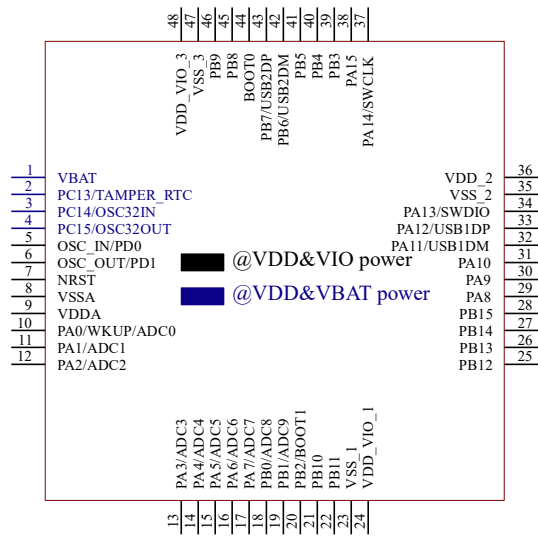 48 47 46 45 44 43 42 41 40 39 38 37
VDD_VIO_3
VSS_3
PB9
PB8
BOOT0
PB7/USB2DP
PB6/USB2DM
PB5
PB4
PB3
PA15
PA14/SWCLK
1 VBAT
2 PC13/TAMPER_RTC
3 PC14/OSC32IN
4 PC15/OSC32OUT
5 OSC_IN/PD0
6 OSC_OUT/PD1
7 NRST
8 VSSA
9 VDDA
10 PA0/WKUP/ADC0
11 PA1/ADC1
12 PA2/ADC2
@VDD&VIO power
@VDD&VBAT power
VDD_2 36
VSS_2 35
PA13/SWDIO 34
PA12/USB1DP 33
PA11/USB1DM 32
PA10 31
PA9 30
PA8 29
PB15 28
PB14 27
PB13 26
PB12 25
PA3/ADC3
PA4/ADC4
PA5/ADC5
PA6/ADC6
PA7/ADC7
PB0/ADC8
PB1/ADC9
PB2/BOOT1
PB10
PB11
VSS_1
VDD_VIO_1
13 14 15 16 17 18 19 20 21 22 23 24